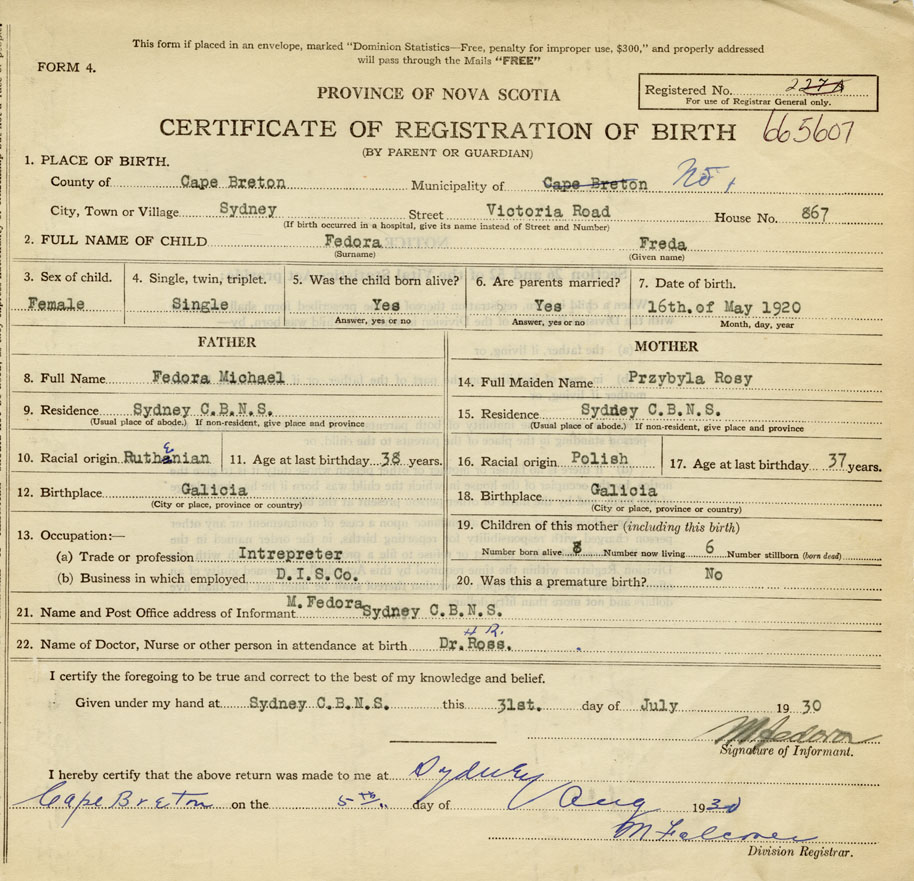 This form if placed in an envelope, marked "Dominion Statistics—Free, penalty for improper use, $300," and properly addressed
will pass through the Mails "FREE"
FORM 4.
PROVINCE OF NOVA SCOTIA
Registered No.
For use of Registrar General only.
CERTIFICATE OF REGISTRATION OF BIRTH 665607
(BY PARENT OR GUARDIAN)
1. PLACE OF BIRTH.
County of Cape Breton Municipality of Cape Breton
City, Town or Village Sydney Street Victoria Road House No. 867
(If birth occurred in a hospital, give its name instead of Street and Number)
2. FULL NAME OF CHILD Fedora Freda
(Surname) (Given name)
3. Sex of child. 4. Single, twin, triplet. 5. Was the child born alive? 6. Are parents married? 7. Date of birth.
Female Single Yes Yes 16th. of May 1920
Answer, yes or no Answer, yes or no Month, day, year
FATHER MOTHER
8. Full Name Fedora Michael 14. Full Maiden Name Przybyla Rosy
9. Residence Sydney C.B.N.S. 15. Residence Sydney C.B.N.S.
(Usual place of abode.) If non-resident, give place and province (Usual place of abode.) If non-resident, give place and province
10. Racial origin Ruthenian 11. Age at last birthday 38 years. 16. Racial origin Polish 17. Age at last birthday 37 years.
12. Birthplace Galicia 18. Birthplace Galicia
(City or place, province or country) (City or place, province or country)
13. Occupation:— 19. Children of this mother (including this birth)
(a) Trade or profession Intrepreter Number born alive 8 Number now living 6 Number stillborn (born dead)
(b) Business in which employed D.I.S.Co. 20. Was this a premature birth? No
21. Name and Post Office address of Informant M. Fedora Sydney C.B.N.S.
22. Name of Doctor, Nurse or other person in attendance at birth Dr. H R. Ross.
I certify the foregoing to be true and correct to the best of my knowledge and belief.
Given under my hand at Sydney C.B.N.S. this 31st. day of July 1930
M Fedora
Signature of Informant.
I hereby certify that the above return was made to me at Sydney
Cape Breton on the 5th day of Aug 1930
Division Registrar.